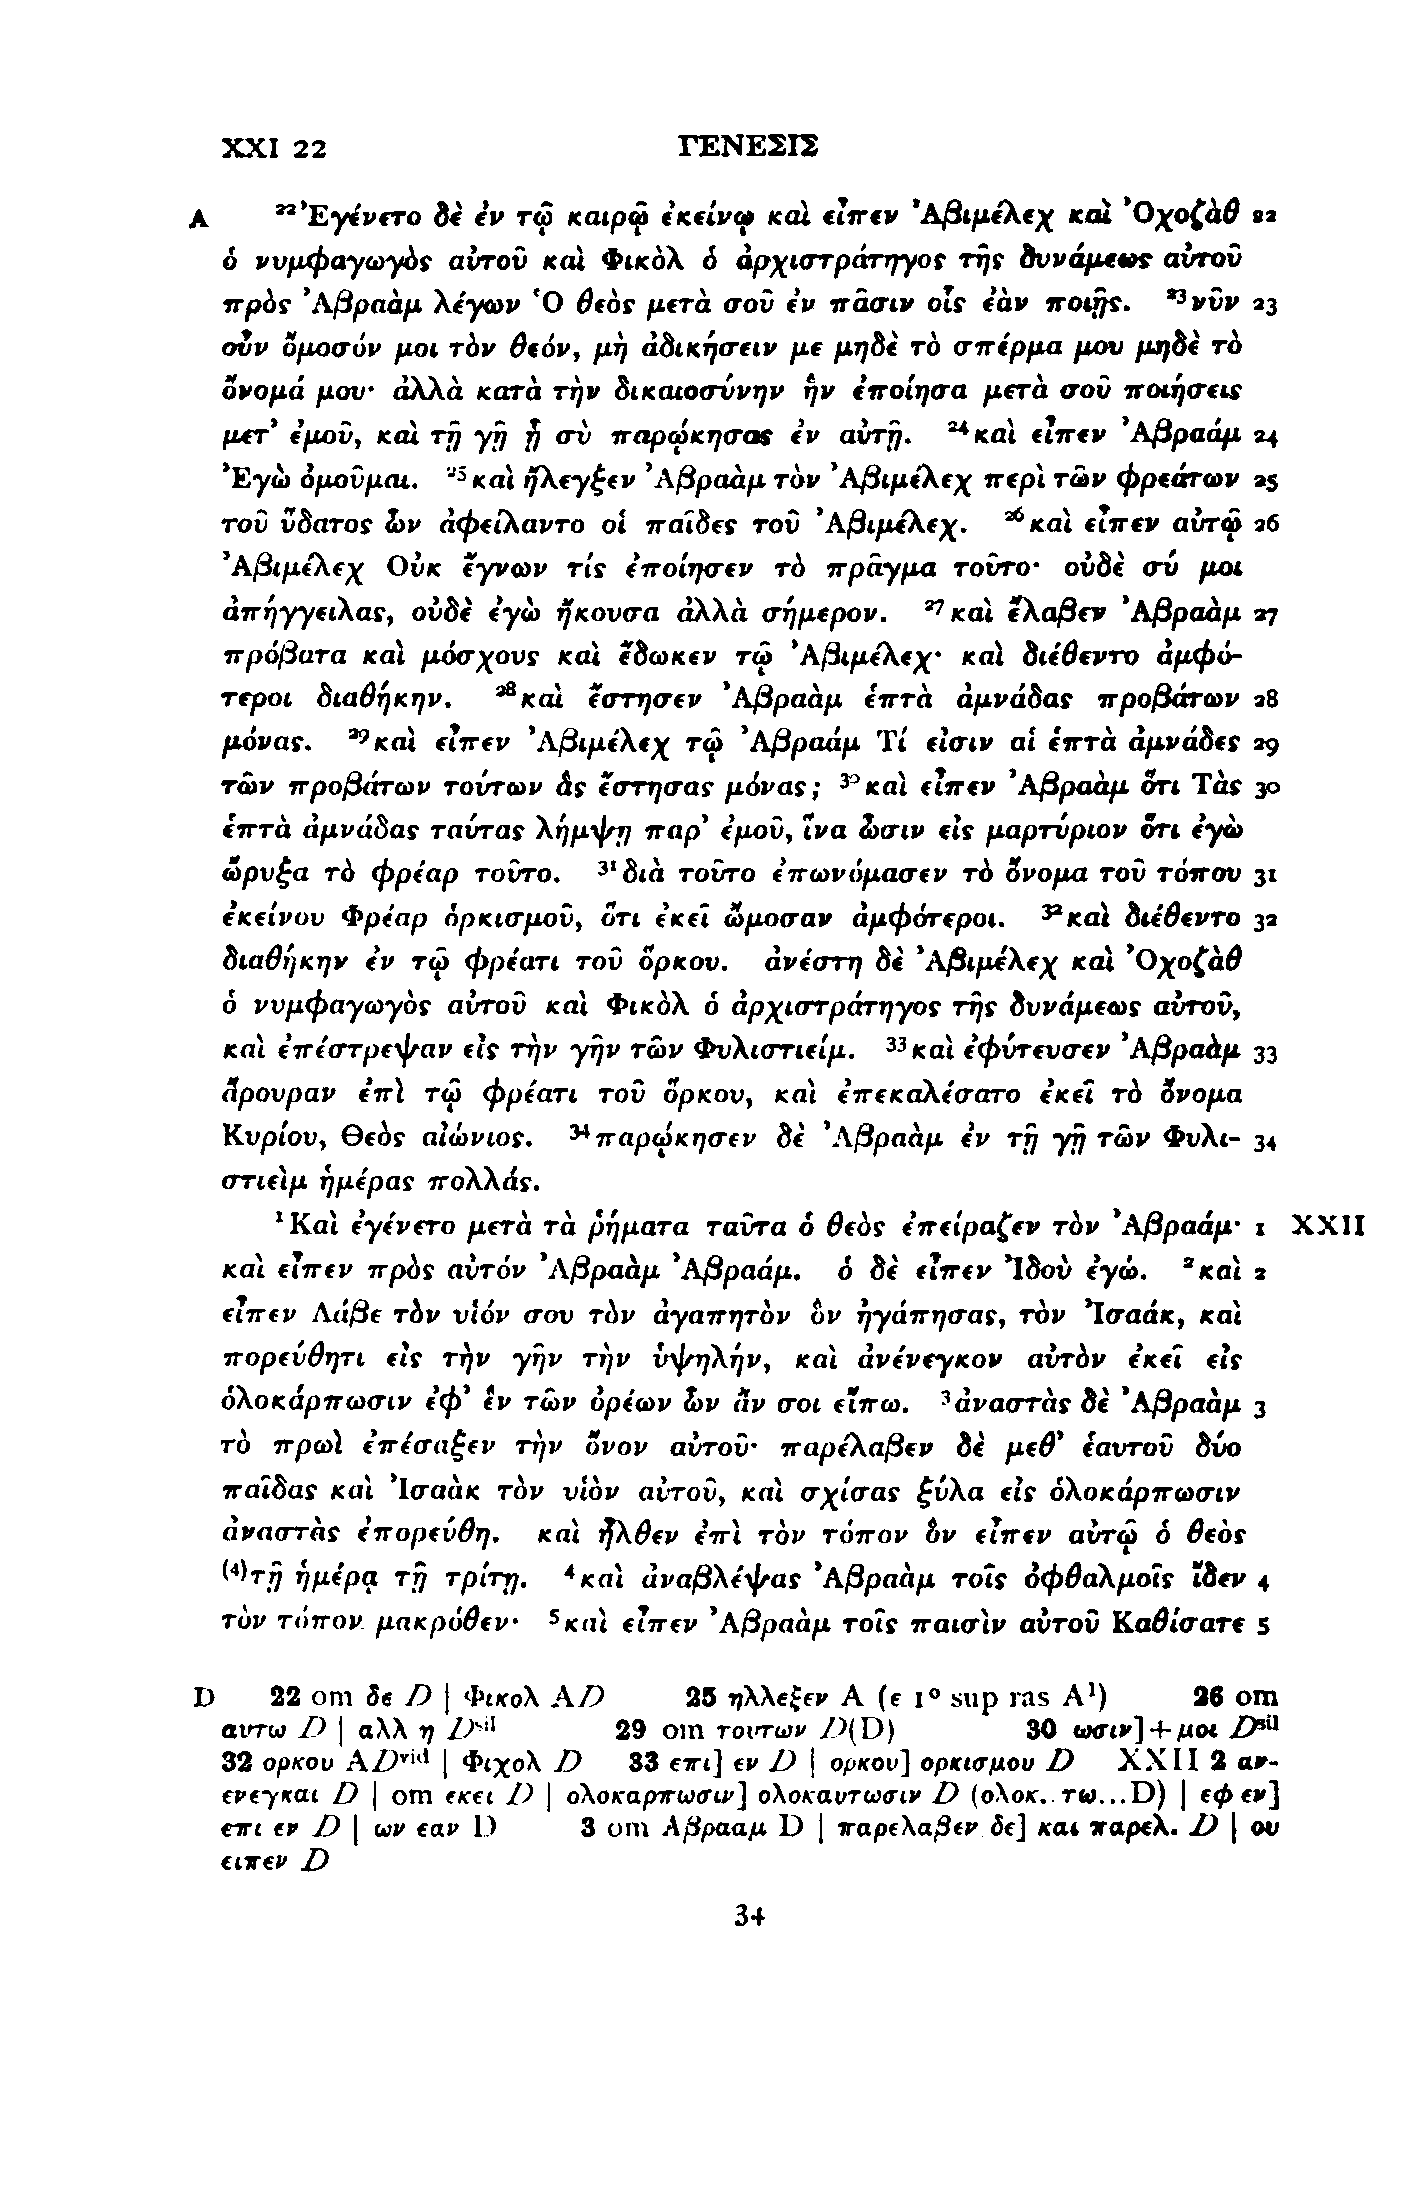 XXI 22 ΓΕΝΕΣΙΣ
A ²²Ἐγένετο δὲ ἐν τῷ καιρῷ ἐκείνῳ καὶ εἶπεν Ἀβιμέλεχ καὶ Ὀχοζὰθ 22
ὁ νυμφαγωγὸς αὐτοῦ καὶ Φικὸλ ὁ ἀρχιστράτηγος τῆς δυνάμεως αὐτοῦ
πρὸς Ἀβραὰμ λέγων Ὁ θεὸς μετὰ σοῦ ἐν πᾶσιν οἷς ἐὰν ποιῇς. ²³νῦν 23
οὖν ὄμοσόν μοι τὸν θεόν, μὴ ἀδικήσειν με μηδὲ τὸ σπέρμα μου μηδὲ τὸ
ὄνομά μου· ἀλλὰ κατὰ τὴν δικαιοσύνην ἣν ἐποίησα μετὰ σοῦ ποιήσεις
μετ᾽ ἐμοῦ, καὶ τῇ γῇ ᾗ σὺ παρῴκησας ἐν αὐτῇ. ²⁴καὶ εἶπεν Ἀβραάμ 24
Ἐγὼ ὀμοῦμαι. ²⁵καὶ ἤλεγξεν Ἀβραὰμ τὸν Ἀβιμέλεχ περὶ τῶν φρεάτων 25
τοῦ ὕδατος ὧν ἀφείλαντο οἱ παῖδες τοῦ Ἀβιμέλεχ. ²⁶καὶ εἶπεν αὐτῷ 26
Ἀβιμέλεχ Οὐκ ἔγνων τίς ἐποίησεν τὸ πρᾶγμα τοῦτο· οὐδὲ σύ μοι
ἀπήγγειλας, οὐδὲ ἐγὼ ἤκουσα ἀλλὰ σήμερον. ²⁷καὶ ἔλαβεν Ἀβραὰμ 27
πρόβατα καὶ μόσχους καὶ ἔδωκεν τῷ Ἀβιμέλεχ· καὶ διέθεντο ἀμφό-
τεροι διαθήκην. ²⁸καὶ ἔστησεν Ἀβραὰμ ἑπτὰ ἀμνάδας προβάτων 28
μόνας. ²⁹καὶ εἶπεν Ἀβιμέλεχ τῷ Ἀβραάμ Τί εἰσιν αἱ ἑπτὰ ἀμνάδες 29
τῶν προβάτων τούτων ἃς ἔστησας μόνας; ³⁰καὶ εἶπεν Ἀβραὰμ ὅτι Τὰς 30
ἑπτὰ ἀμνάδας ταύτας λήμψῃ παρ᾽ ἐμοῦ, ἵνα ὦσιν εἰς μαρτύριον ὅτι ἐγὼ
ὤρυξα τὸ φρέαρ τοῦτο. ³¹διὰ τοῦτο ἐπωνόμασεν τὸ ὄνομα τοῦ τόπου 31
ἐκείνου Φρέαρ ὁρκισμοῦ, ὅτι ἐκεῖ ὤμοσαν ἀμφότεροι. ³²καὶ διέθεντο 32
διαθήκην ἐν τῷ φρέατι τοῦ ὅρκου. ἀνέστη δὲ Ἀβιμέλεχ καὶ Ὀχοζὰθ
ὁ νυμφαγωγὸς αὐτοῦ καὶ Φικὸλ ὁ ἀρχιστράτηγος τῆς δυνάμεως αὐτοῦ,
καὶ ἐπέστρεψαν εἰς τὴν γῆν τῶν Φυλιστιείμ. ³³καὶ ἐφύτευσεν Ἀβραὰμ 33
ἄρουραν ἐπὶ τῷ φρέατι τοῦ ὅρκου, καὶ ἐπεκαλέσατο ἐκεῖ τὸ ὄνομα
Κυρίου, Θεὸς αἰώνιος. ³⁴παρῴκησεν δὲ Ἀβραὰμ ἐν τῇ γῇ τῶν Φυλι- 34
στιεὶμ ἡμέρας πολλάς.
¹Καὶ ἐγένετο μετὰ τὰ ῥήματα ταῦτα ὁ θεὸς ἐπείραζεν τὸν Ἀβραάμ· 1 XXII
καὶ εἶπεν πρὸς αὐτόν Ἀβραὰμ Ἀβραάμ. ὁ δὲ εἶπεν Ἰδοὺ ἐγώ. ²καὶ 2
εἶπεν Λάβε τὸν υἱόν σου τὸν ἀγαπητὸν ὃν ἠγάπησας, τὸν Ἰσαάκ, καὶ
πορεύθητι εἰς τὴν γῆν τὴν ὑψηλήν, καὶ ἀνένεγκον αὐτὸν ἐκεῖ εἰς
ὁλοκάρπωσιν ἐφ᾽ ἓν τῶν ὀρέων ὧν ἄν σοι εἴπω. ³ἀναστὰς δὲ Ἀβραὰμ 3
τὸ πρωὶ ἐπέσαξεν τὴν ὄνον αὐτοῦ· παρέλαβεν δὲ μεθ᾽ ἑαυτοῦ δύο
παῖδας καὶ Ἰσαὰκ τὸν υἱὸν αὐτοῦ, καὶ σχίσας ξύλα εἰς ὁλοκάρπωσιν
ἀναστὰς ἐπορεύθη. καὶ ἦλθεν ἐπὶ τὸν τόπον ὃν εἶπεν αὐτῷ ὁ θεὸς
⁽⁴⁾τῇ ἡμέρᾳ τῇ τρίτῃ. ⁴καὶ ἀναβλέψας Ἀβραὰμ τοῖς ὀφθαλμοῖς ἴδεν 4
τὸν τόπον μακρόθεν· ⁵καὶ εἶπεν Ἀβραὰμ τοῖς παισὶν αὐτοῦ Καθίσατε 5
D 22 om δε D | Φικολ AD 25 ηλλεξεν A (ε 1° sup ras A¹) 26 om
αυτω D | αλλ η Dˢⁱˡ 29 om τουτων D(D) 30 ωσιν]+μοι Dˢⁱˡ
32 ορκου ADᵛⁱᵈ | Φιχολ D 33 επι] εν D | ορκου] ορκισμου D XXII 2 αν-
ενεγκαι D | om εκει D | ολοκαρπωσιν] ολοκαυτωσιν D (ολοκ..τω...D) | εφ εν]
επι εν D | ων εαν D 3 om Αβρααμ D | παρελαβεν δε] και παρελ. D | ου
ειπεν D
34